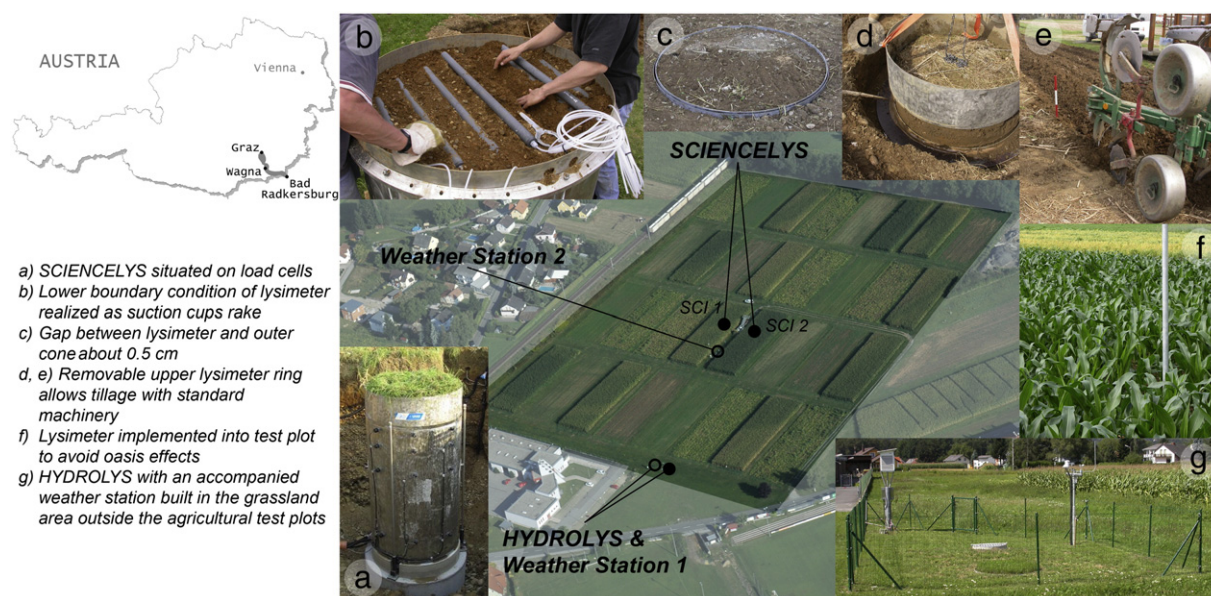 AUSTRIA
Vienna
Graz
Wagna
Bad
Radkersburg
a) SCIENCELYS situated on load cells
b) Lower boundary condition of lysimeter
realized as suction cups rake
c) Gap between lysimeter and outer
cone about 0.5 cm
d, e) Removable upper lysimeter ring
allows tillage with standard
machinery
f) Lysimeter implemented into test plot
to avoid oasis effects
g) HYDROLYS with an accompanied
weather station built in the grassland
area outside the agricultural test plots
b
c
d
e
SCIENCELYS
Weather Station 2
SCI 1
SCI 2
f
g
HYDROLYS &
Weather Station 1
a